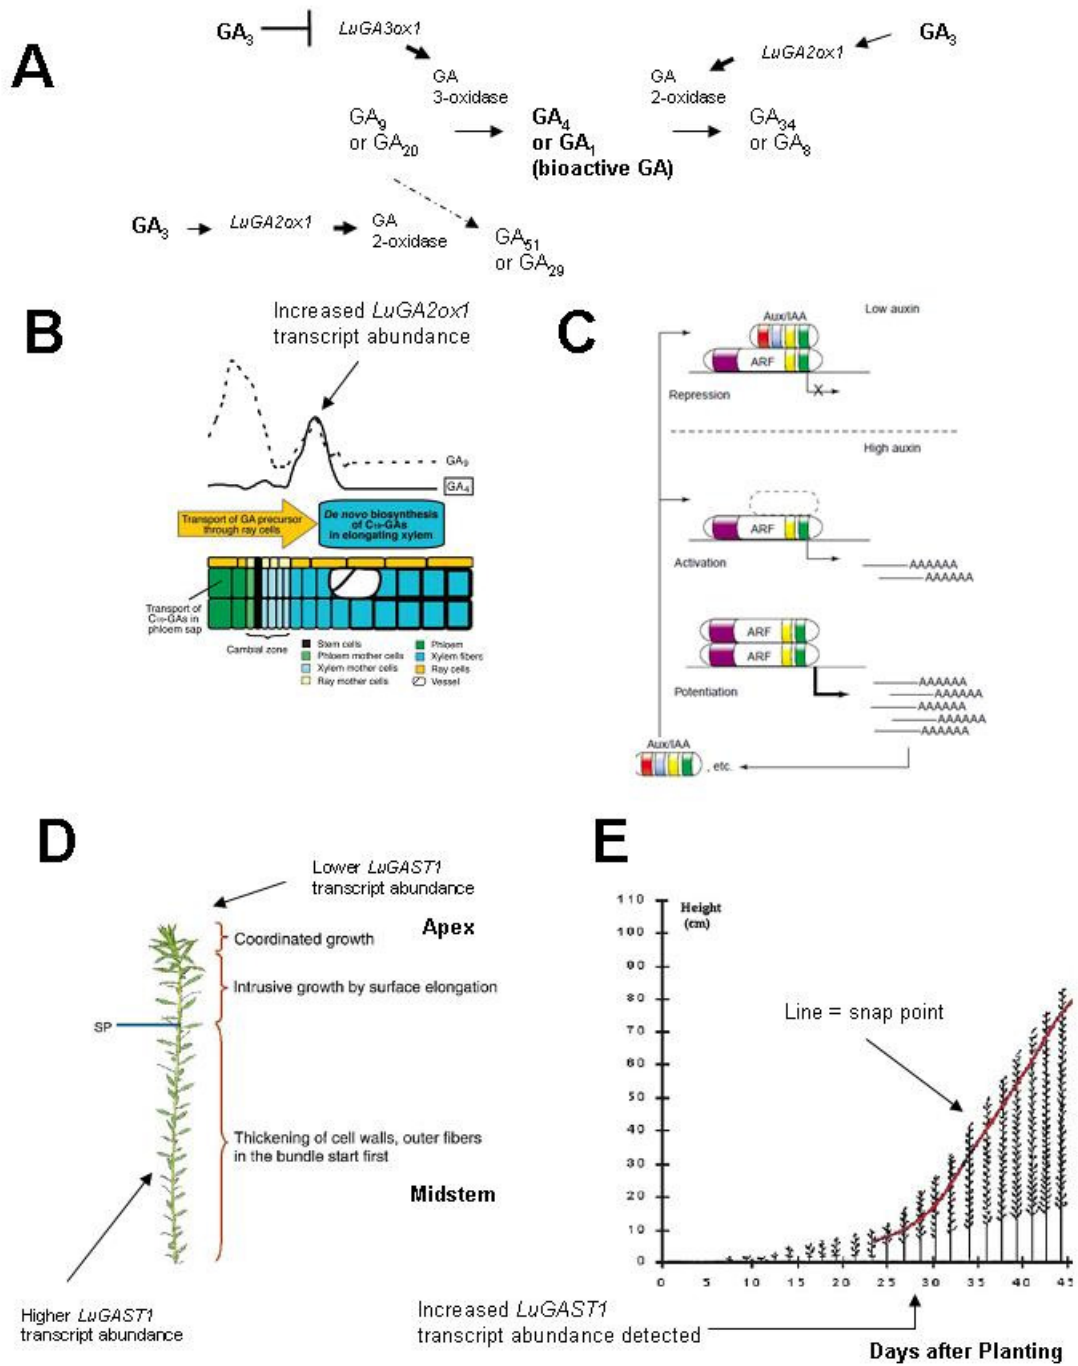 A
GA3
LuGA3ox1
GA
3-oxidase
GA9
or GA20
GA4
or GA1
(bioactive GA)
GA
2-oxidase
LuGA2ox1
GA3
GA34
or GA8
GA3
LuGA2ox1
GA
2-oxidase
GA51
or GA29
B
Increased LuGA2ox1
transcript abundance
GA9
GA4
Transport of GA precursor
through ray cells
De novo biosynthesis
of C19-GAs
in elongating xylem
Transport of
C19-GAs in
phloem sap
Cambial zone
Stem cells
Phloem mother cells
Xylem mother cells
Ray mother cells
Phloem
Xylem fibers
Ray cells
Vessel
C
Aux/IAA
Low auxin
ARF
X
Repression
High auxin
ARF
Activation
AAAAAA
AAAAAA
ARF
ARF
Potentiation
AAAAAA
AAAAAA
AAAAAA
AAAAAA
AAAAAA
Aux/IAA
, etc.
D
Lower LuGAST1
transcript abundance
Apex
Coordinated growth
Intrusive growth by surface elongation
SP
Thickening of cell walls, outer fibers
in the bundle start first
Midstem
Higher LuGAST1
transcript abundance
E
Height
(cm)
110
100
90
80
70
60
50
40
30
20
10
0
Line = snap point
0 5 10 15 20 25 30 35 40 45
Increased LuGAST1
transcript abundance detected
Days after Planting